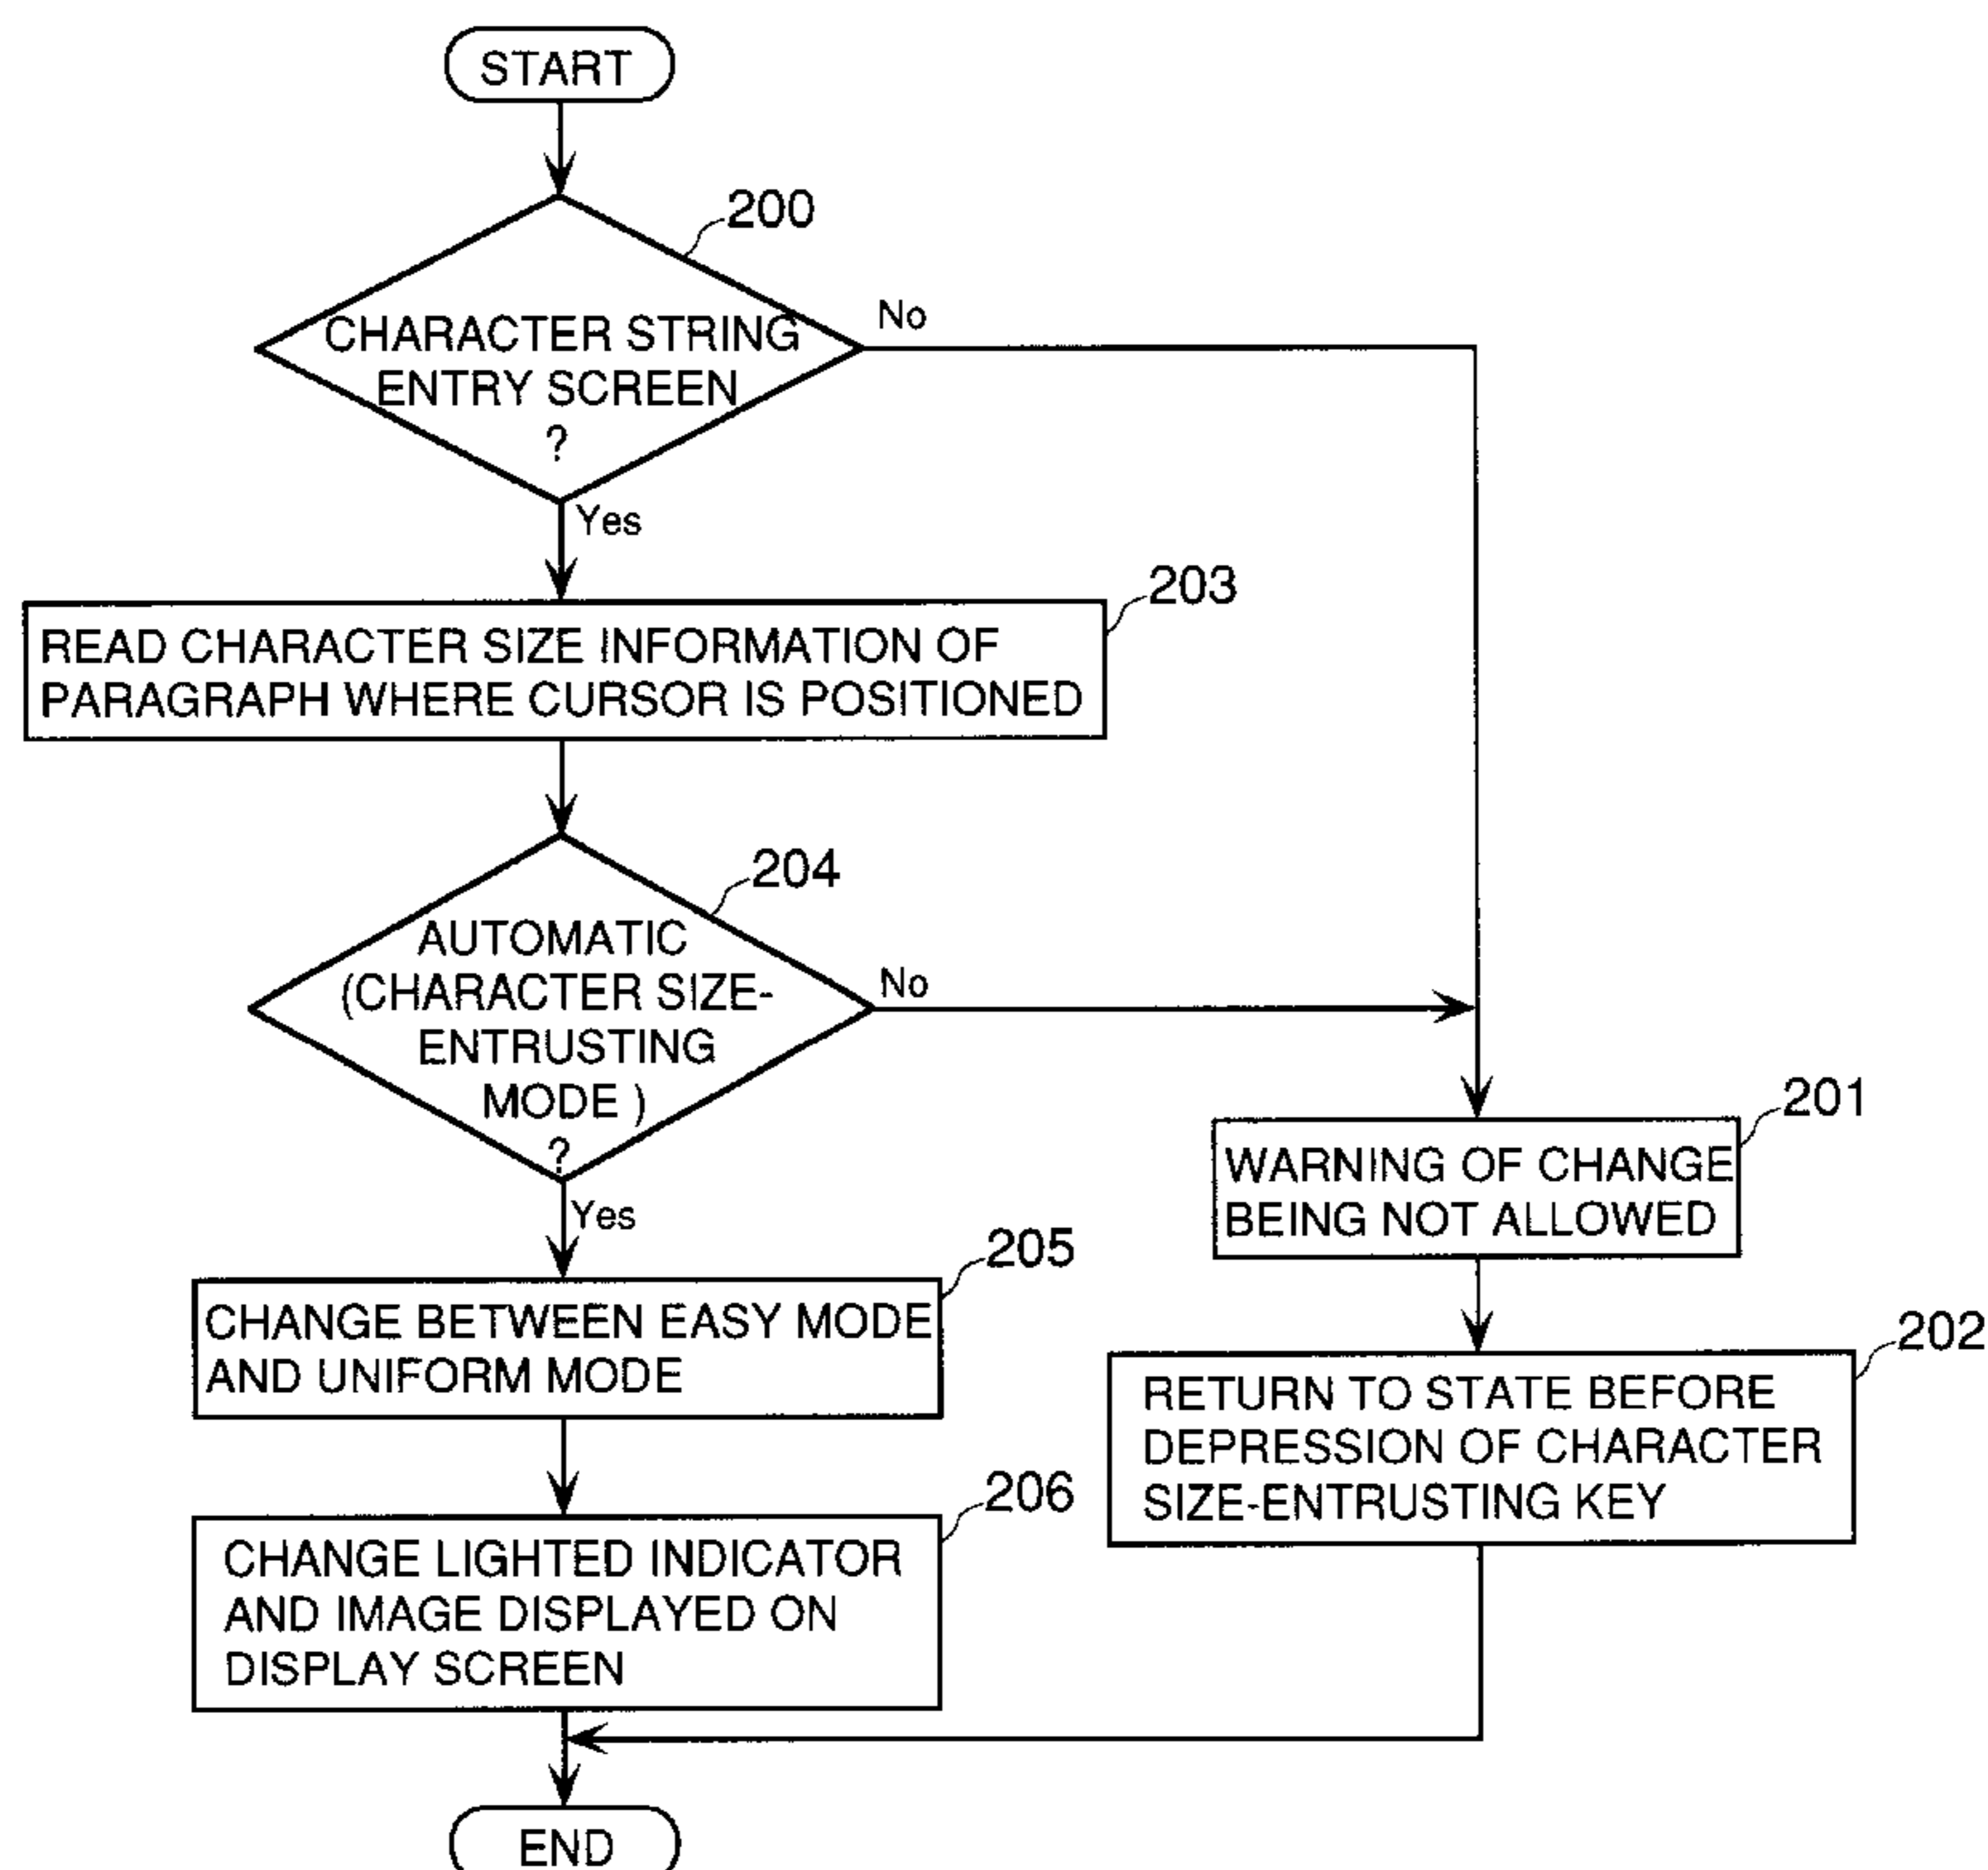 START
200
CHARACTER STRING
ENTRY SCREEN
?
No
Yes
203
READ CHARACTER SIZE INFORMATION OF
PARAGRAPH WHERE CURSOR IS POSITIONED
204
AUTOMATIC
(CHARACTER SIZE-
ENTRUSTING
MODE )
?
No
Yes
201
WARNING OF CHANGE
BEING NOT ALLOWED
205
CHANGE BETWEEN EASY MODE
AND UNIFORM MODE
202
RETURN TO STATE BEFORE
DEPRESSION OF CHARACTER
SIZE-ENTRUSTING KEY
206
CHANGE LIGHTED INDICATOR
AND IMAGE DISPLAYED ON
DISPLAY SCREEN
END